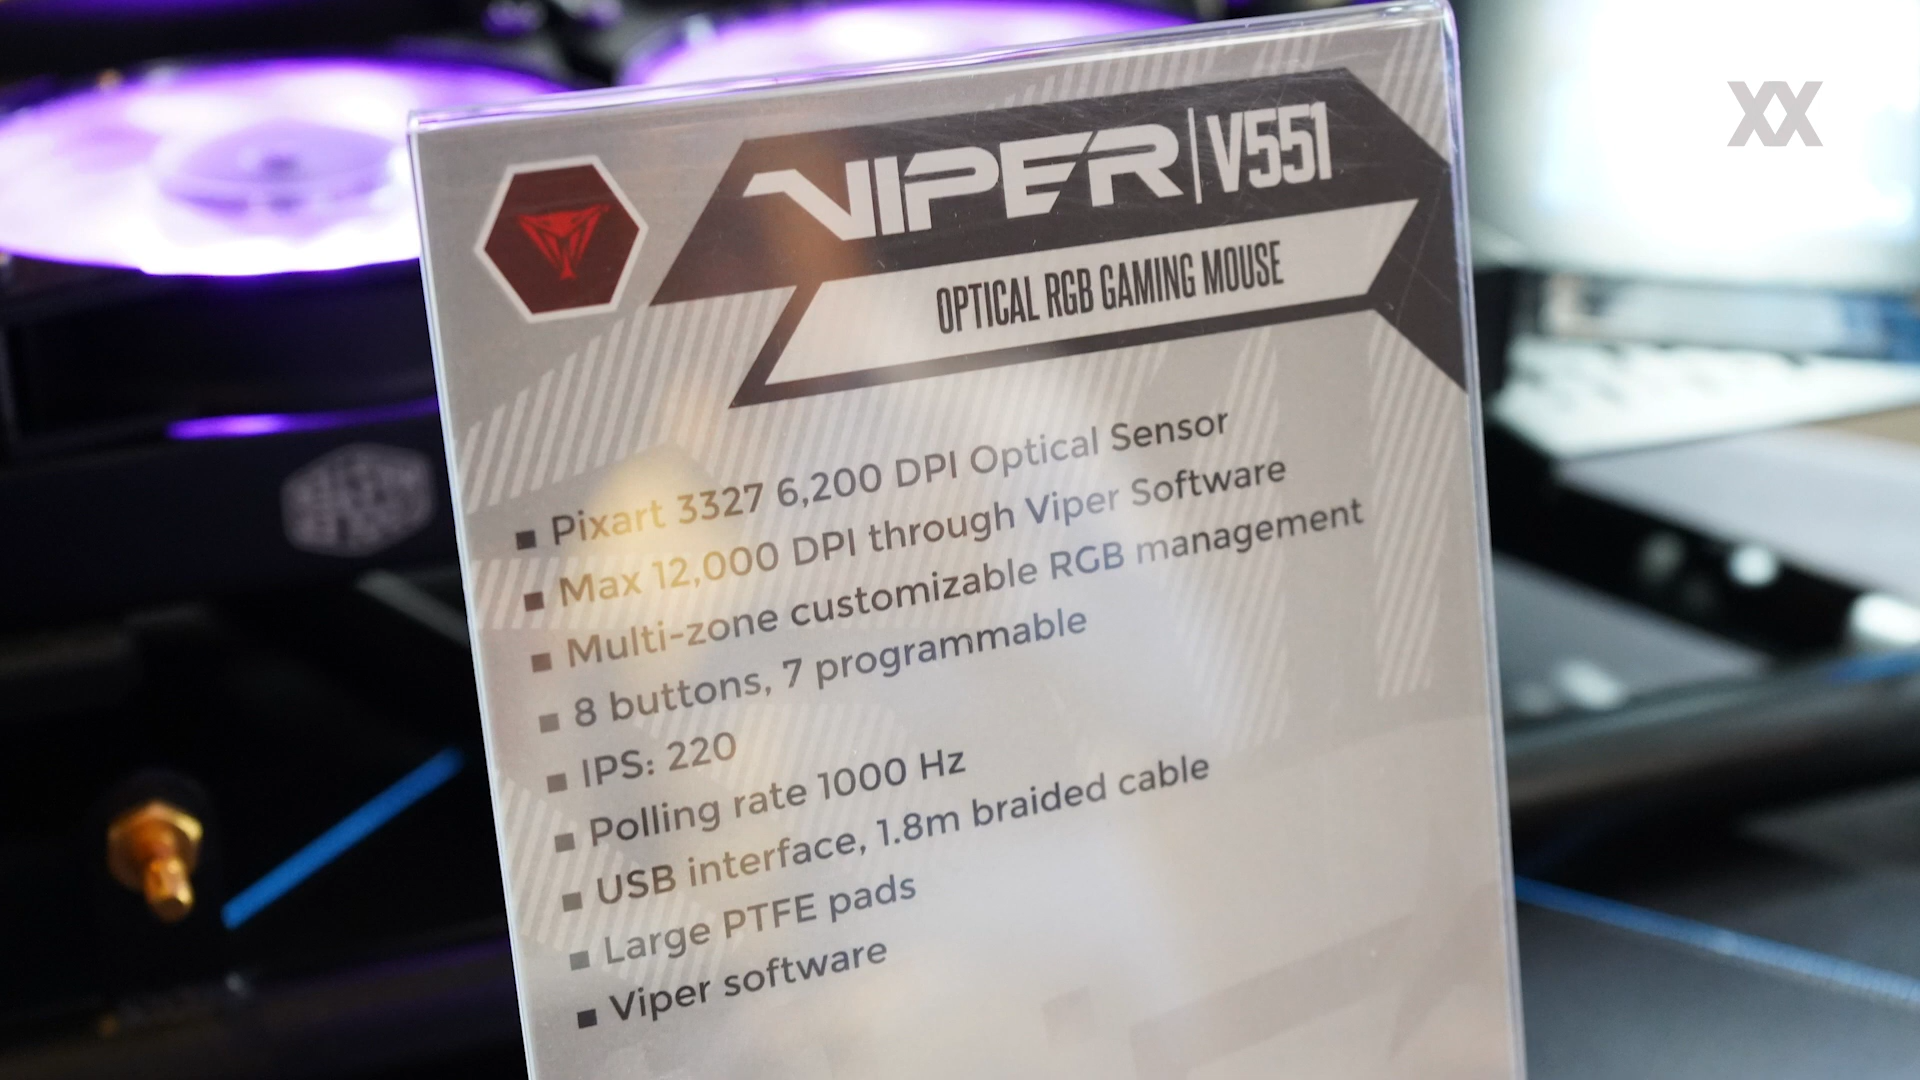 VIPER | V551
OPTICAL RGB GAMING MOUSE
▪ Pixart 3327 6,200 DPI Optical Sensor
▪ Max 12,000 DPI through Viper Software
▪ Multi-zone customizable RGB management
▪ 8 buttons, 7 programmable
▪ IPS: 220
▪ Polling rate 1000 Hz
▪ USB interface, 1.8m braided cable
▪ Large PTFE pads
▪ Viper software